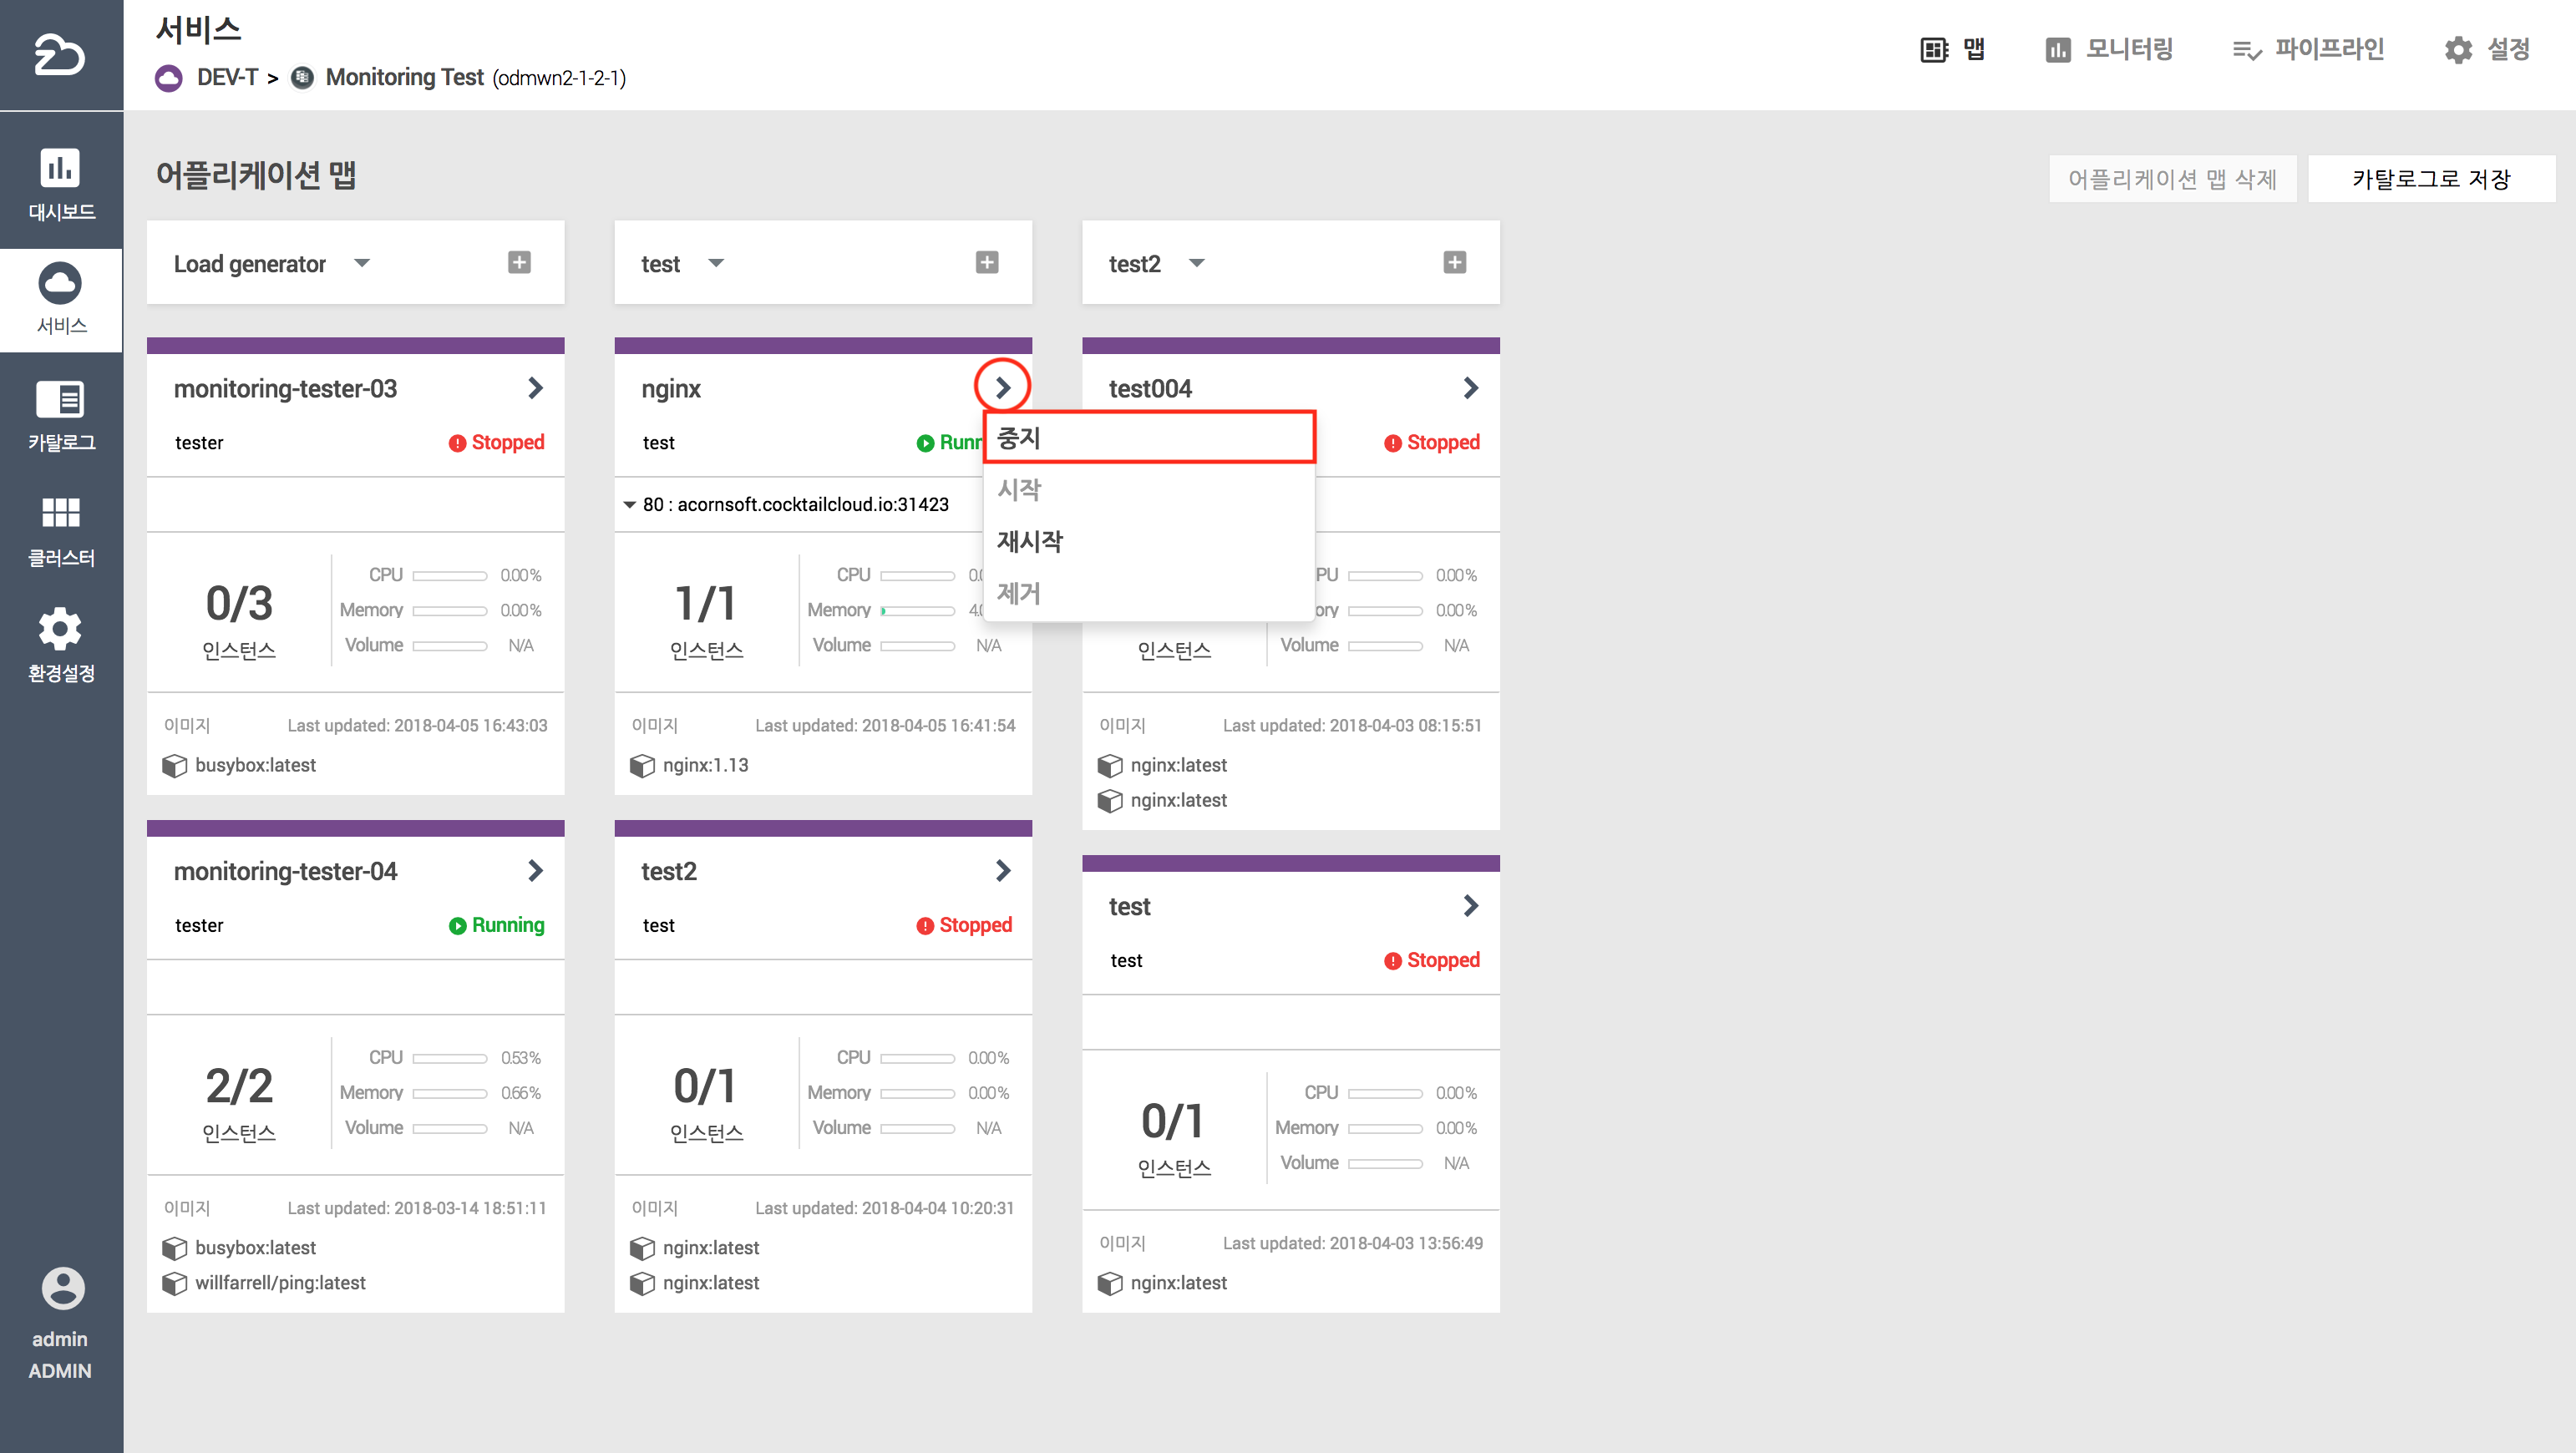 서비스
DEV-T > Monitoring Test (odmwn2-1-2-1)
맵
모니터링
파이프라인
설정
대시보드
서비스
카탈로그
클러스터
환경설정
admin
ADMIN
어플리케이션 맵
어플리케이션 맵 삭제
카탈로그로 저장
Load generator
test
test2
monitoring-tester-03
tester
Stopped
0/3
인스턴스
CPU 0.00%
Memory 0.00%
Volume N/A
이미지
Last updated: 2018-04-05 16:43:03
busybox:latest
monitoring-tester-04
tester
Running
2/2
인스턴스
CPU 0.53%
Memory 0.66%
Volume N/A
이미지
Last updated: 2018-03-14 18:51:11
busybox:latest
willfarrell/ping:latest
nginx
test
중지
시작
재시작
제거
80 : acornsoft.cocktailcloud.io:31423
1/1
인스턴스
CPU
Memory
Volume N/A
이미지
Last updated: 2018-04-05 16:41:54
nginx:1.13
test2
test
Stopped
0/1
인스턴스
CPU 0.00%
Memory 0.00%
Volume N/A
이미지
Last updated: 2018-04-04 10:20:31
nginx:latest
nginx:latest
test004
Stopped
인스턴스
0.00%
0.00%
Volume N/A
이미지
Last updated: 2018-04-03 08:15:51
nginx:latest
nginx:latest
test
test
Stopped
0/1
인스턴스
CPU 0.00%
Memory 0.00%
Volume N/A
이미지
Last updated: 2018-04-03 13:56:49
nginx:latest